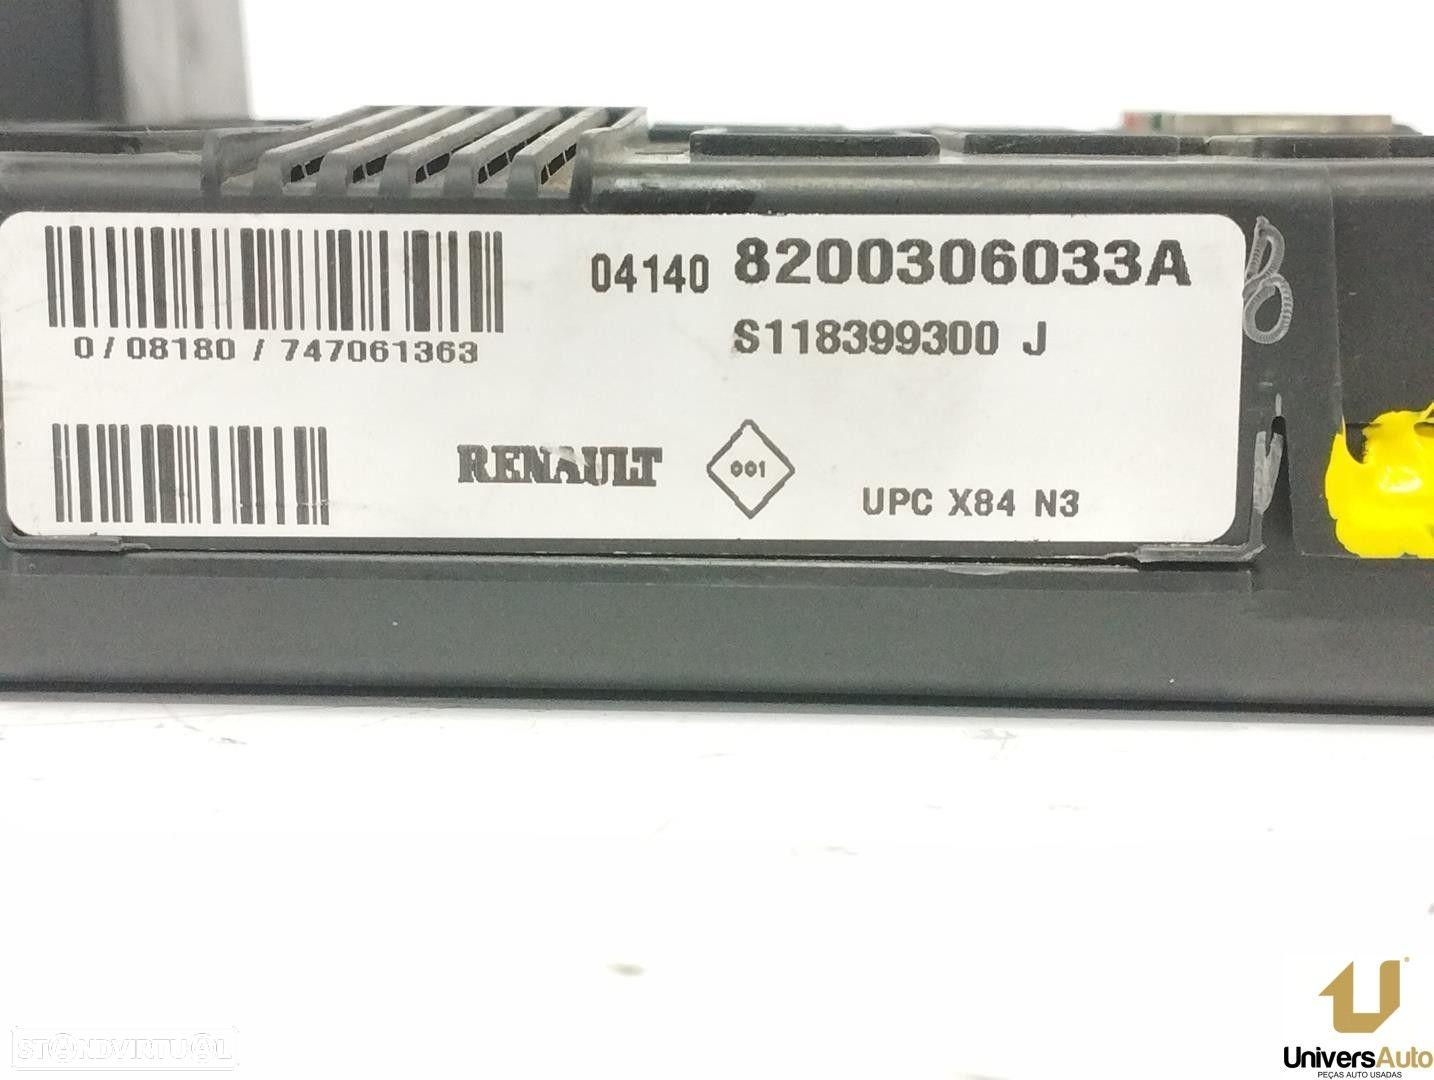 04140 8200306033A
S118399300 J
0 / 08180 / 747061363
RENAULT
001
UPC X84 N3
STANDVIRTUAL
UniversAuto
PEÇAS AUTO USADAS